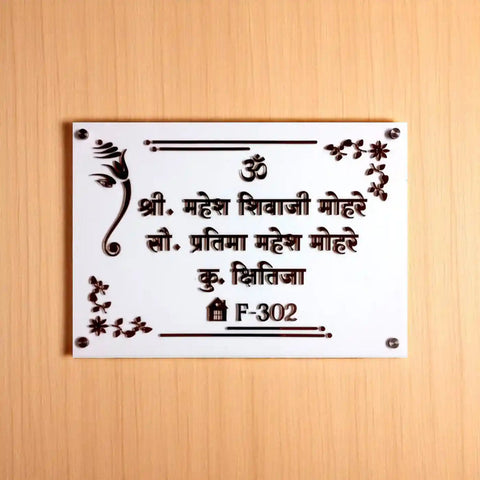 ॐ
श्री. महेश शिवाजी मोहरे
सौ. प्रतिमा महेश मोहरे
कु. क्षितिजा
F-302